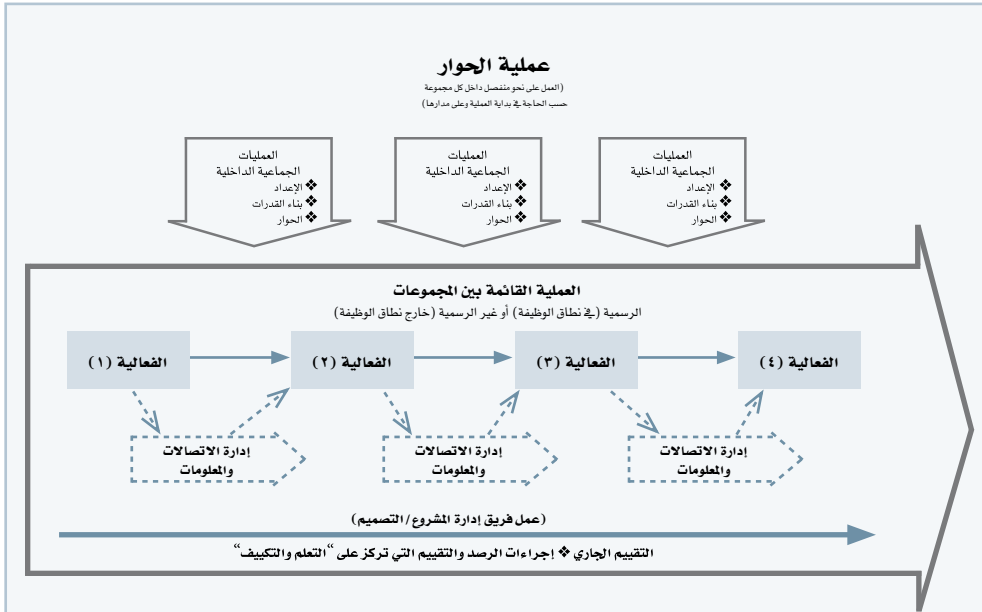 عملية الحوار
(العمل على نحو منفصل داخل كل مجموعة
حسب الحاجة في بداية العملية وعلى مدارها)
العمليات
الجماعية الداخلية
❖ الإعداد
❖ بناء القدرات
❖ الحوار
العمليات
الجماعية الداخلية
❖ الإعداد
❖ بناء القدرات
❖ الحوار
العمليات
الجماعية الداخلية
❖ الإعداد
❖ بناء القدرات
❖ الحوار
العملية القائمة بين المجموعات
الرسمية (في نطاق الوظيفة) أو غير الرسمية (خارج نطاق الوظيفة)
الفعالية (١)
الفعالية (٢)
الفعالية (٣)
الفعالية (٤)
إدارة الاتصالات
والمعلومات
إدارة الاتصالات
والمعلومات
إدارة الاتصالات
والمعلومات
(عمل فريق إدارة المشروع/ التصميم)
التقييم الجاري ❖ إجراءات الرصد والتقييم التي تركز على “التعلم والتكييف“